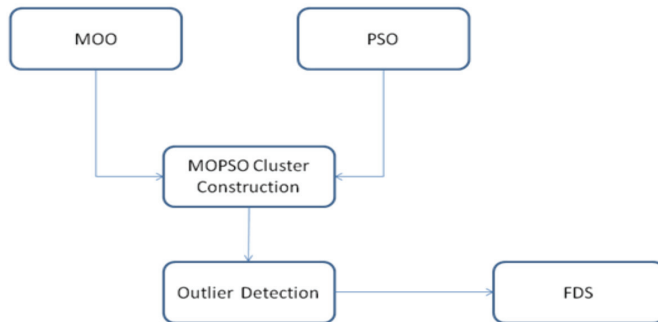 MOO
PSO
MOPSO Cluster
Construction
Outlier Detection
FDS